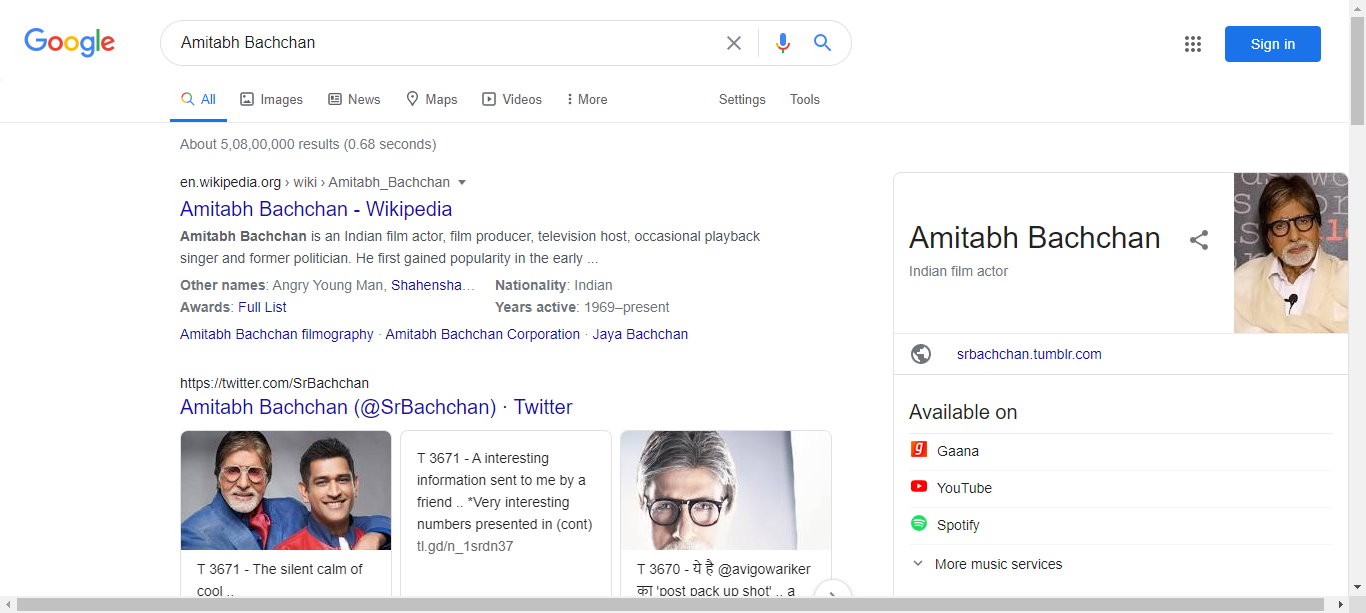 Google
Amitabh Bachchan
Sign in
All Images News Maps Videos More Settings Tools
About 5,08,00,000 results (0.68 seconds)
en.wikipedia.org › wiki › Amitabh_Bachchan
Amitabh Bachchan - Wikipedia
Amitabh Bachchan is an Indian film actor, film producer, television host, occasional playback
singer and former politician. He first gained popularity in the early ...
Other names: Angry Young Man, Shahensha… Nationality: Indian
Awards: Full List Years active: 1969–present
Amitabh Bachchan filmography · Amitabh Bachchan Corporation · Jaya Bachchan
https://twitter.com/SrBachchan
Amitabh Bachchan (@SrBachchan) · Twitter
T 3671 - The silent calm of
cool ..
T 3671 - A interesting
information sent to me by a
friend .. *Very interesting
numbers presented in (cont)
tl.gd/n_1srdn37
T 3670 - ये है @avigowariker
का 'post pack up shot' .. a
Amitabh Bachchan
Indian film actor
srbachchan.tumblr.com
Available on
Gaana
YouTube
Spotify
More music services